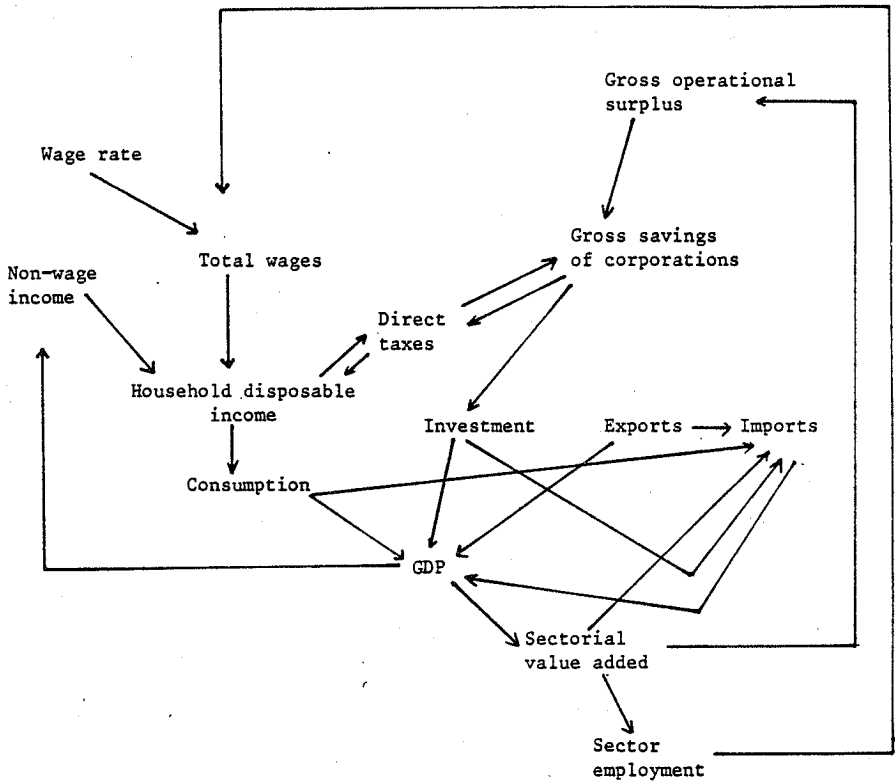 Gross operational
surplus
Wage rate
Gross savings
of corporations
Total wages
Non-wage
income
Direct
taxes
Household disposable
income
Investment
Exports
Imports
Consumption
GDP
Sectorial
value added
Sector
employment